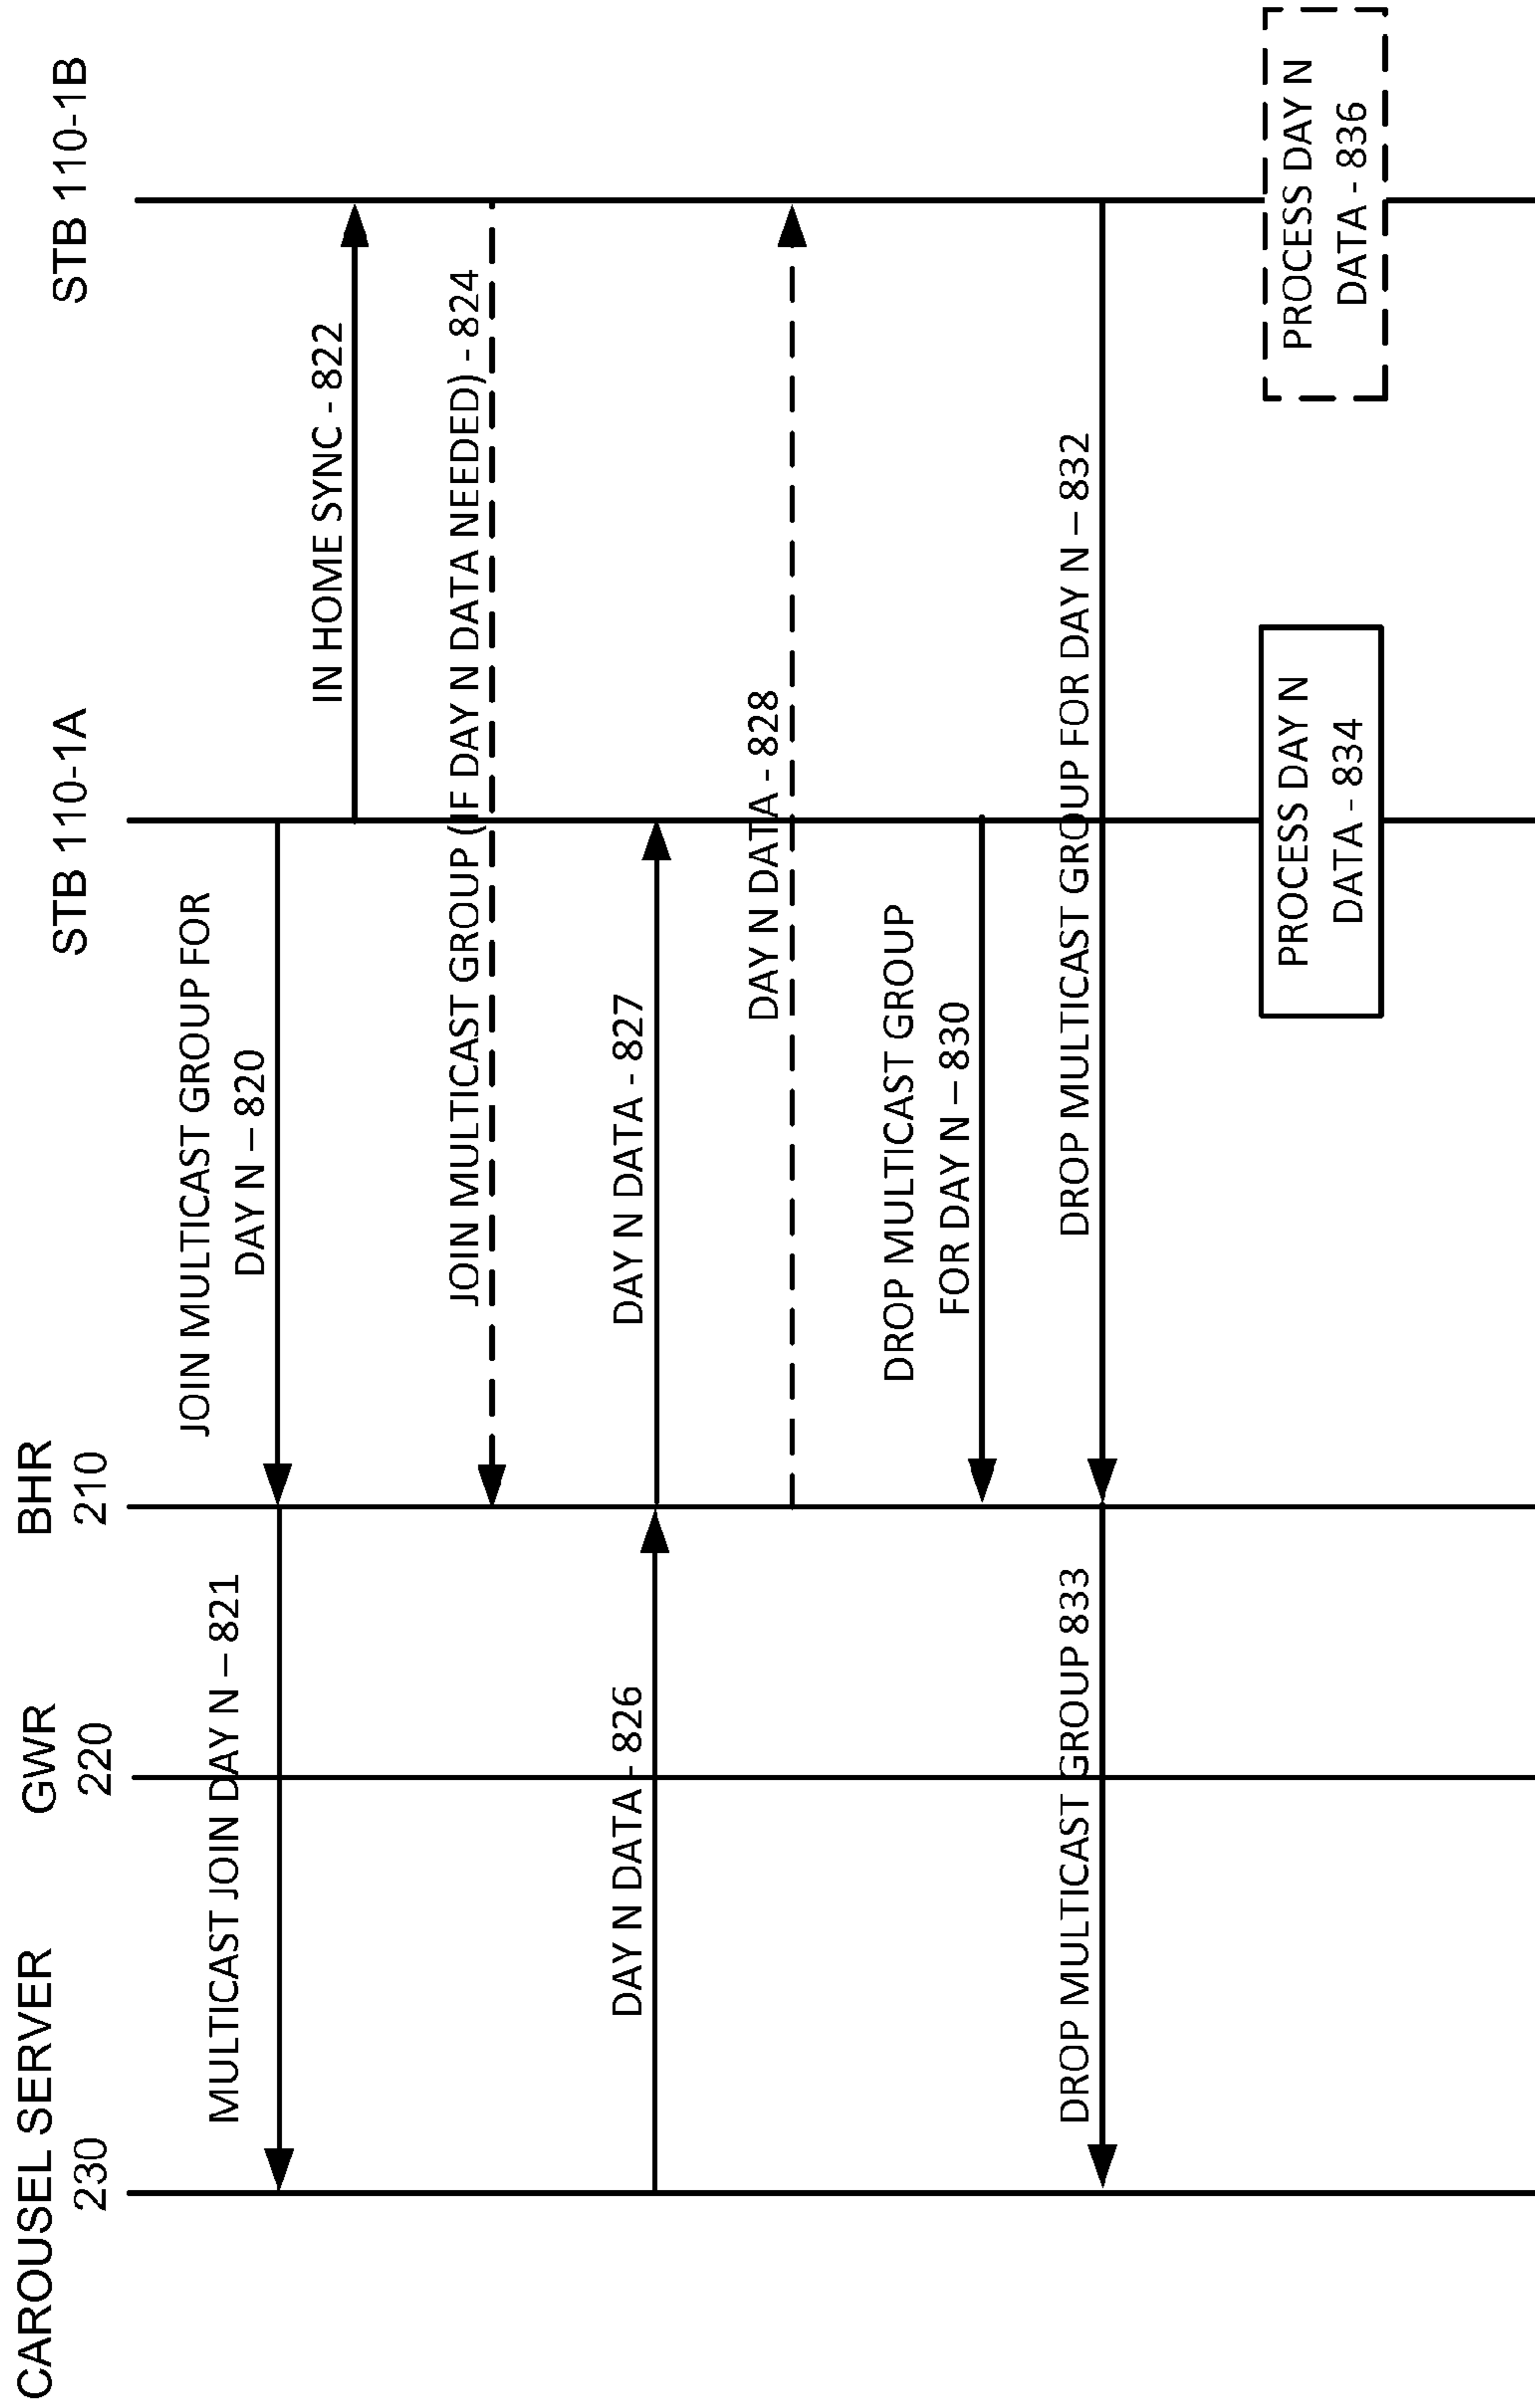 CAROUSEL SERVER
230
GWR
220
BHR
210
STB 110-1A
STB 110-1B
JOIN MULTICAST GROUP FOR
DAY N – 820
MULTICAST JOIN DAY N – 821
IN HOME SYNC - 822
JOIN MULTICAST GROUP (IF DAY N DATA NEEDED) - 824
DAY N DATA - 826
DAY N DATA - 827
DAY N DATA - 828
DROP MULTICAST GROUP
FOR DAY N – 830
DROP MULTICAST GROUP FOR DAY N – 832
DROP MULTICAST GROUP 833
PROCESS DAY N
DATA - 834
PROCESS DAY N
DATA - 836